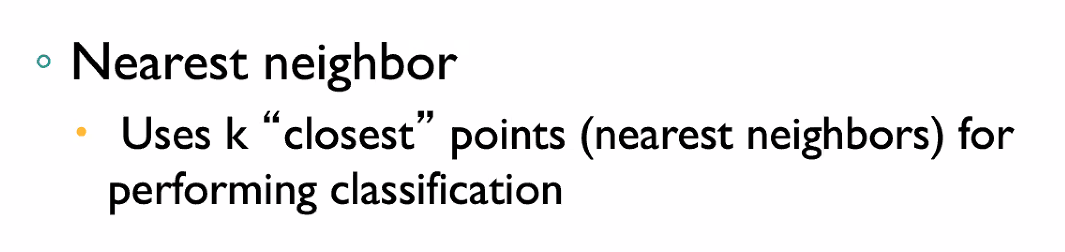 Nearest neighbor
Uses k “closest” points (nearest neighbors) for
performing classification